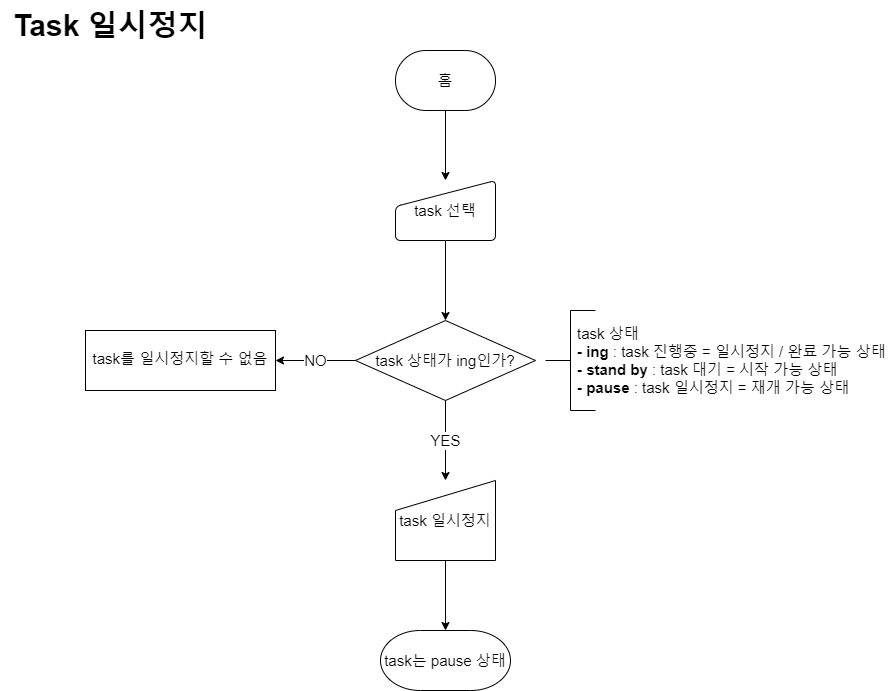 Task 일시정지
홈
task 선택
task 상태가 ing인가?
NO
task를 일시정지할 수 없음
task 상태
- ing : task 진행중 = 일시정지 / 완료 가능 상태
- stand by : task 대기 = 시작 가능 상태
- pause : task 일시정지 = 재개 가능 상태
YES
task 일시정지
task는 pause 상태